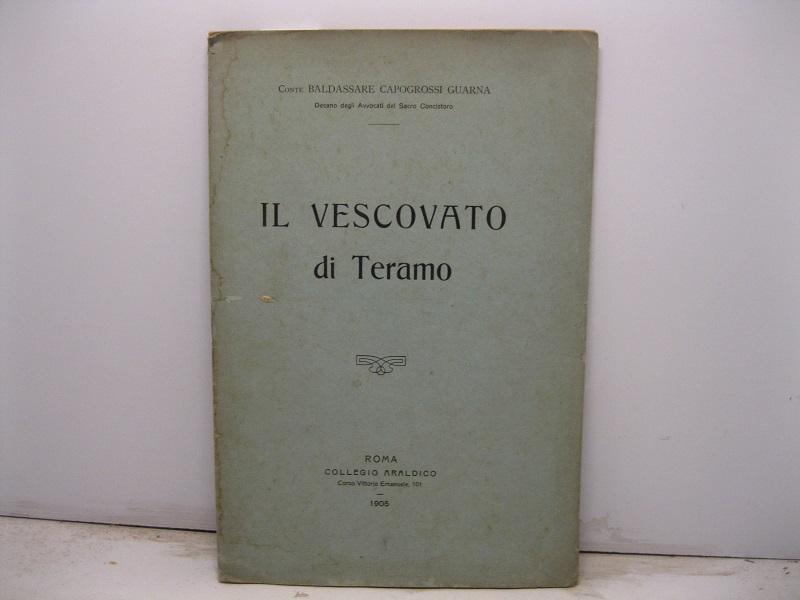 Conte BALDASSARE CAPOGROSSI GUARNA
Decano degli Avvocati del Sacro Concistoro
IL VESCOVATO
di Teramo
ROMA
COLLEGIO ARALDICO
Corso Vittorio Emanuele, 101
1905